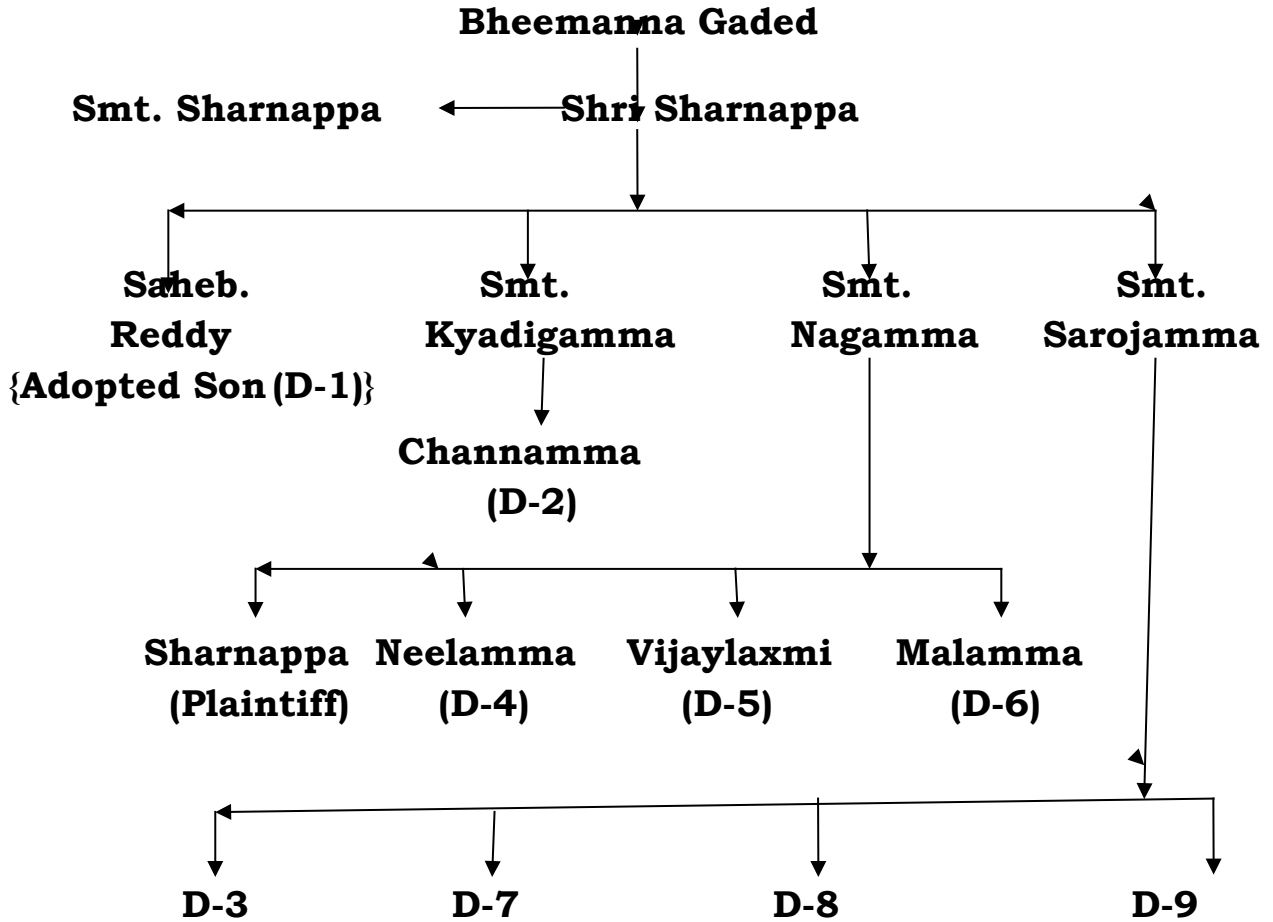 Bheemanna Gaded
Smt. Sharnappa Shri Sharnappa
Saheb. Smt. Smt. Smt.
Reddy Kyadigamma Nagamma Sarojamma
{Adopted Son (D-1)}
Channamma
(D-2)
Sharnappa Neelamma Vijaylaxmi Malamma
(Plaintiff) (D-4) (D-5) (D-6)
D-3 D-7 D-8 D-9